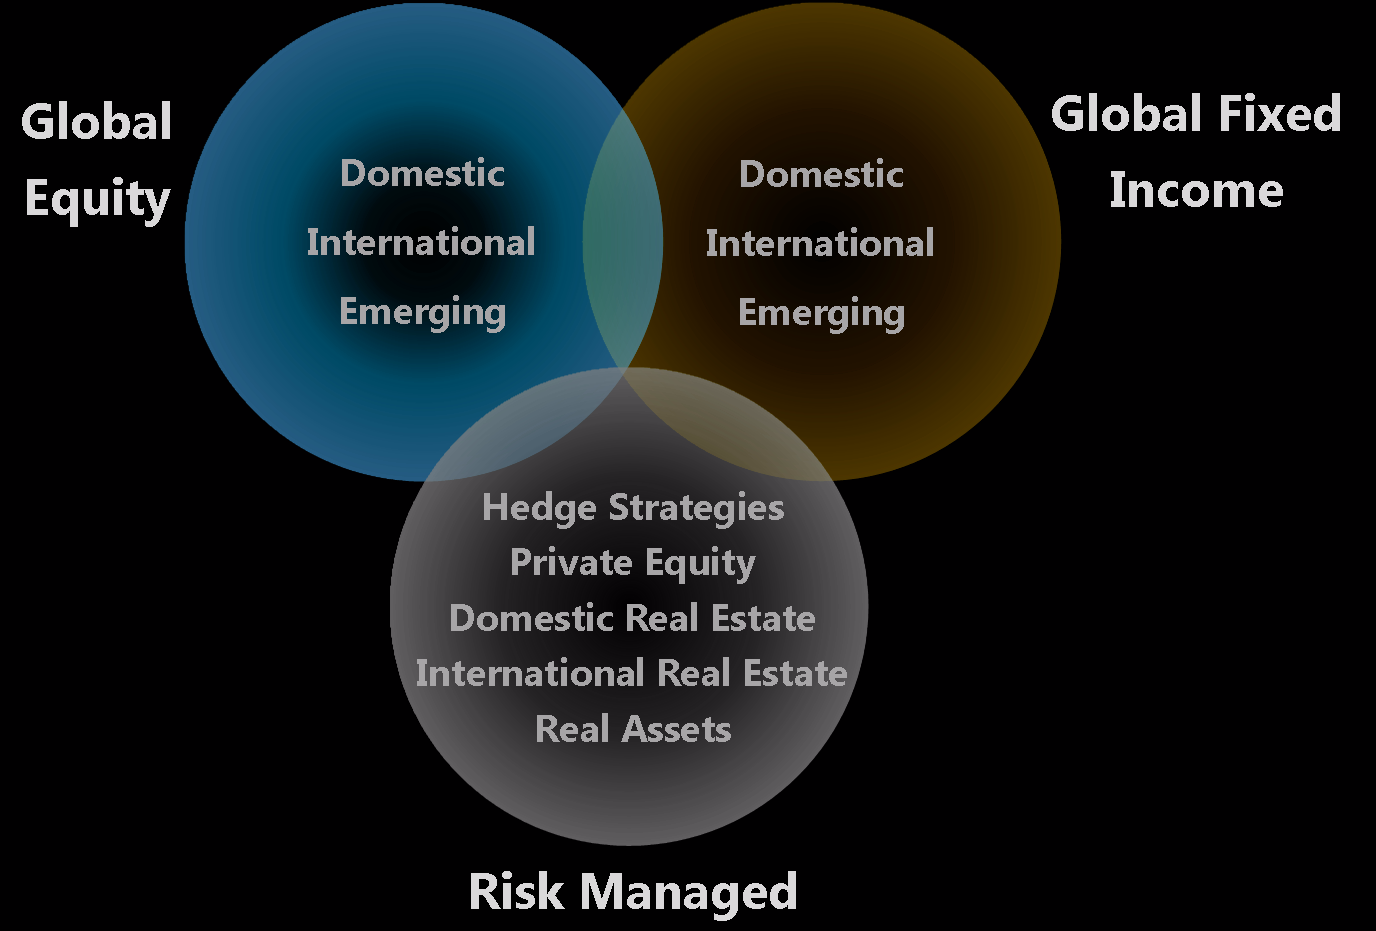 Global
Equity
Domestic
International
Emerging
Domestic
International
Emerging
Global Fixed
Income
Hedge Strategies
Private Equity
Domestic Real Estate
International Real Estate
Real Assets
Risk Managed